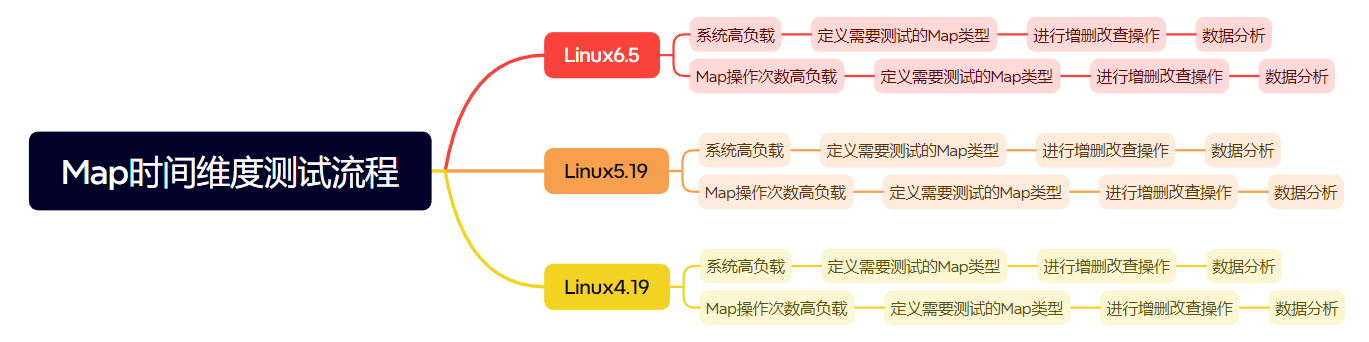 Map时间维度测试流程
Linux6.5
系统高负载
定义需要测试的Map类型
进行增删改查操作
数据分析
Map操作次数高负载
定义需要测试的Map类型
进行增删改查操作
数据分析
Linux5.19
系统高负载
定义需要测试的Map类型
进行增删改查操作
数据分析
Map操作次数高负载
定义需要测试的Map类型
进行增删改查操作
数据分析
Linux4.19
系统高负载
定义需要测试的Map类型
进行增删改查操作
数据分析
Map操作次数高负载
定义需要测试的Map类型
进行增删改查操作
数据分析